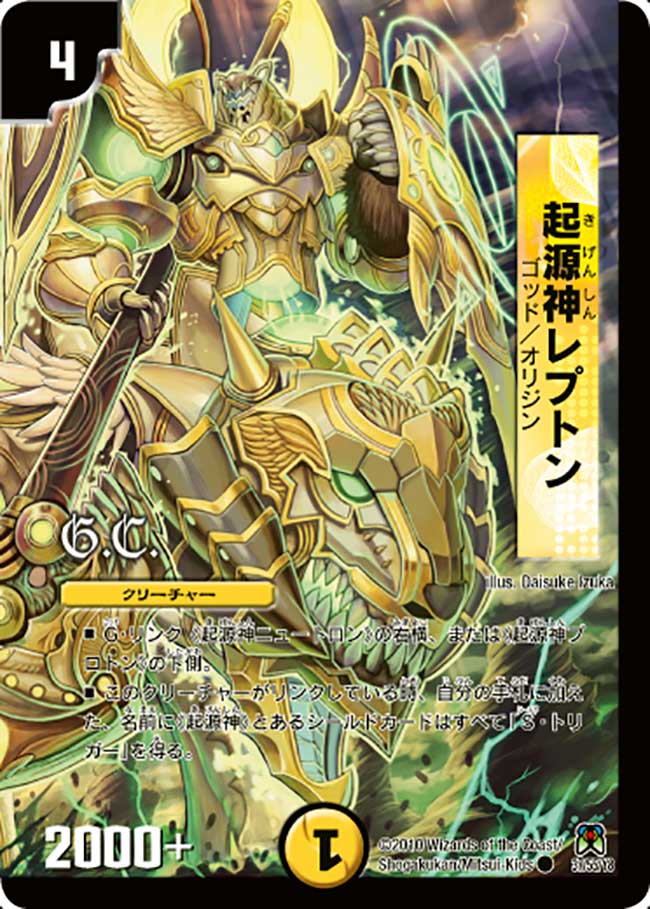 4
起源神レプトン
き げん しん
ゴッド/オリジン
G.C.
illus. Daisuke Izuka
クリーチャー
■ G・リンク《起源神ニュートロン》の右横、または《起源神プ
ロトン》の下側。
■ このクリーチャーがリンクしている時、自分の手札に加え
た、名前に《起源神》とあるシールドカードはすべて「S・トリ
ガー」を得る。
2000+
1
©2010 Wizards of the Coast/
Shogakukan/Mitsui-Kids